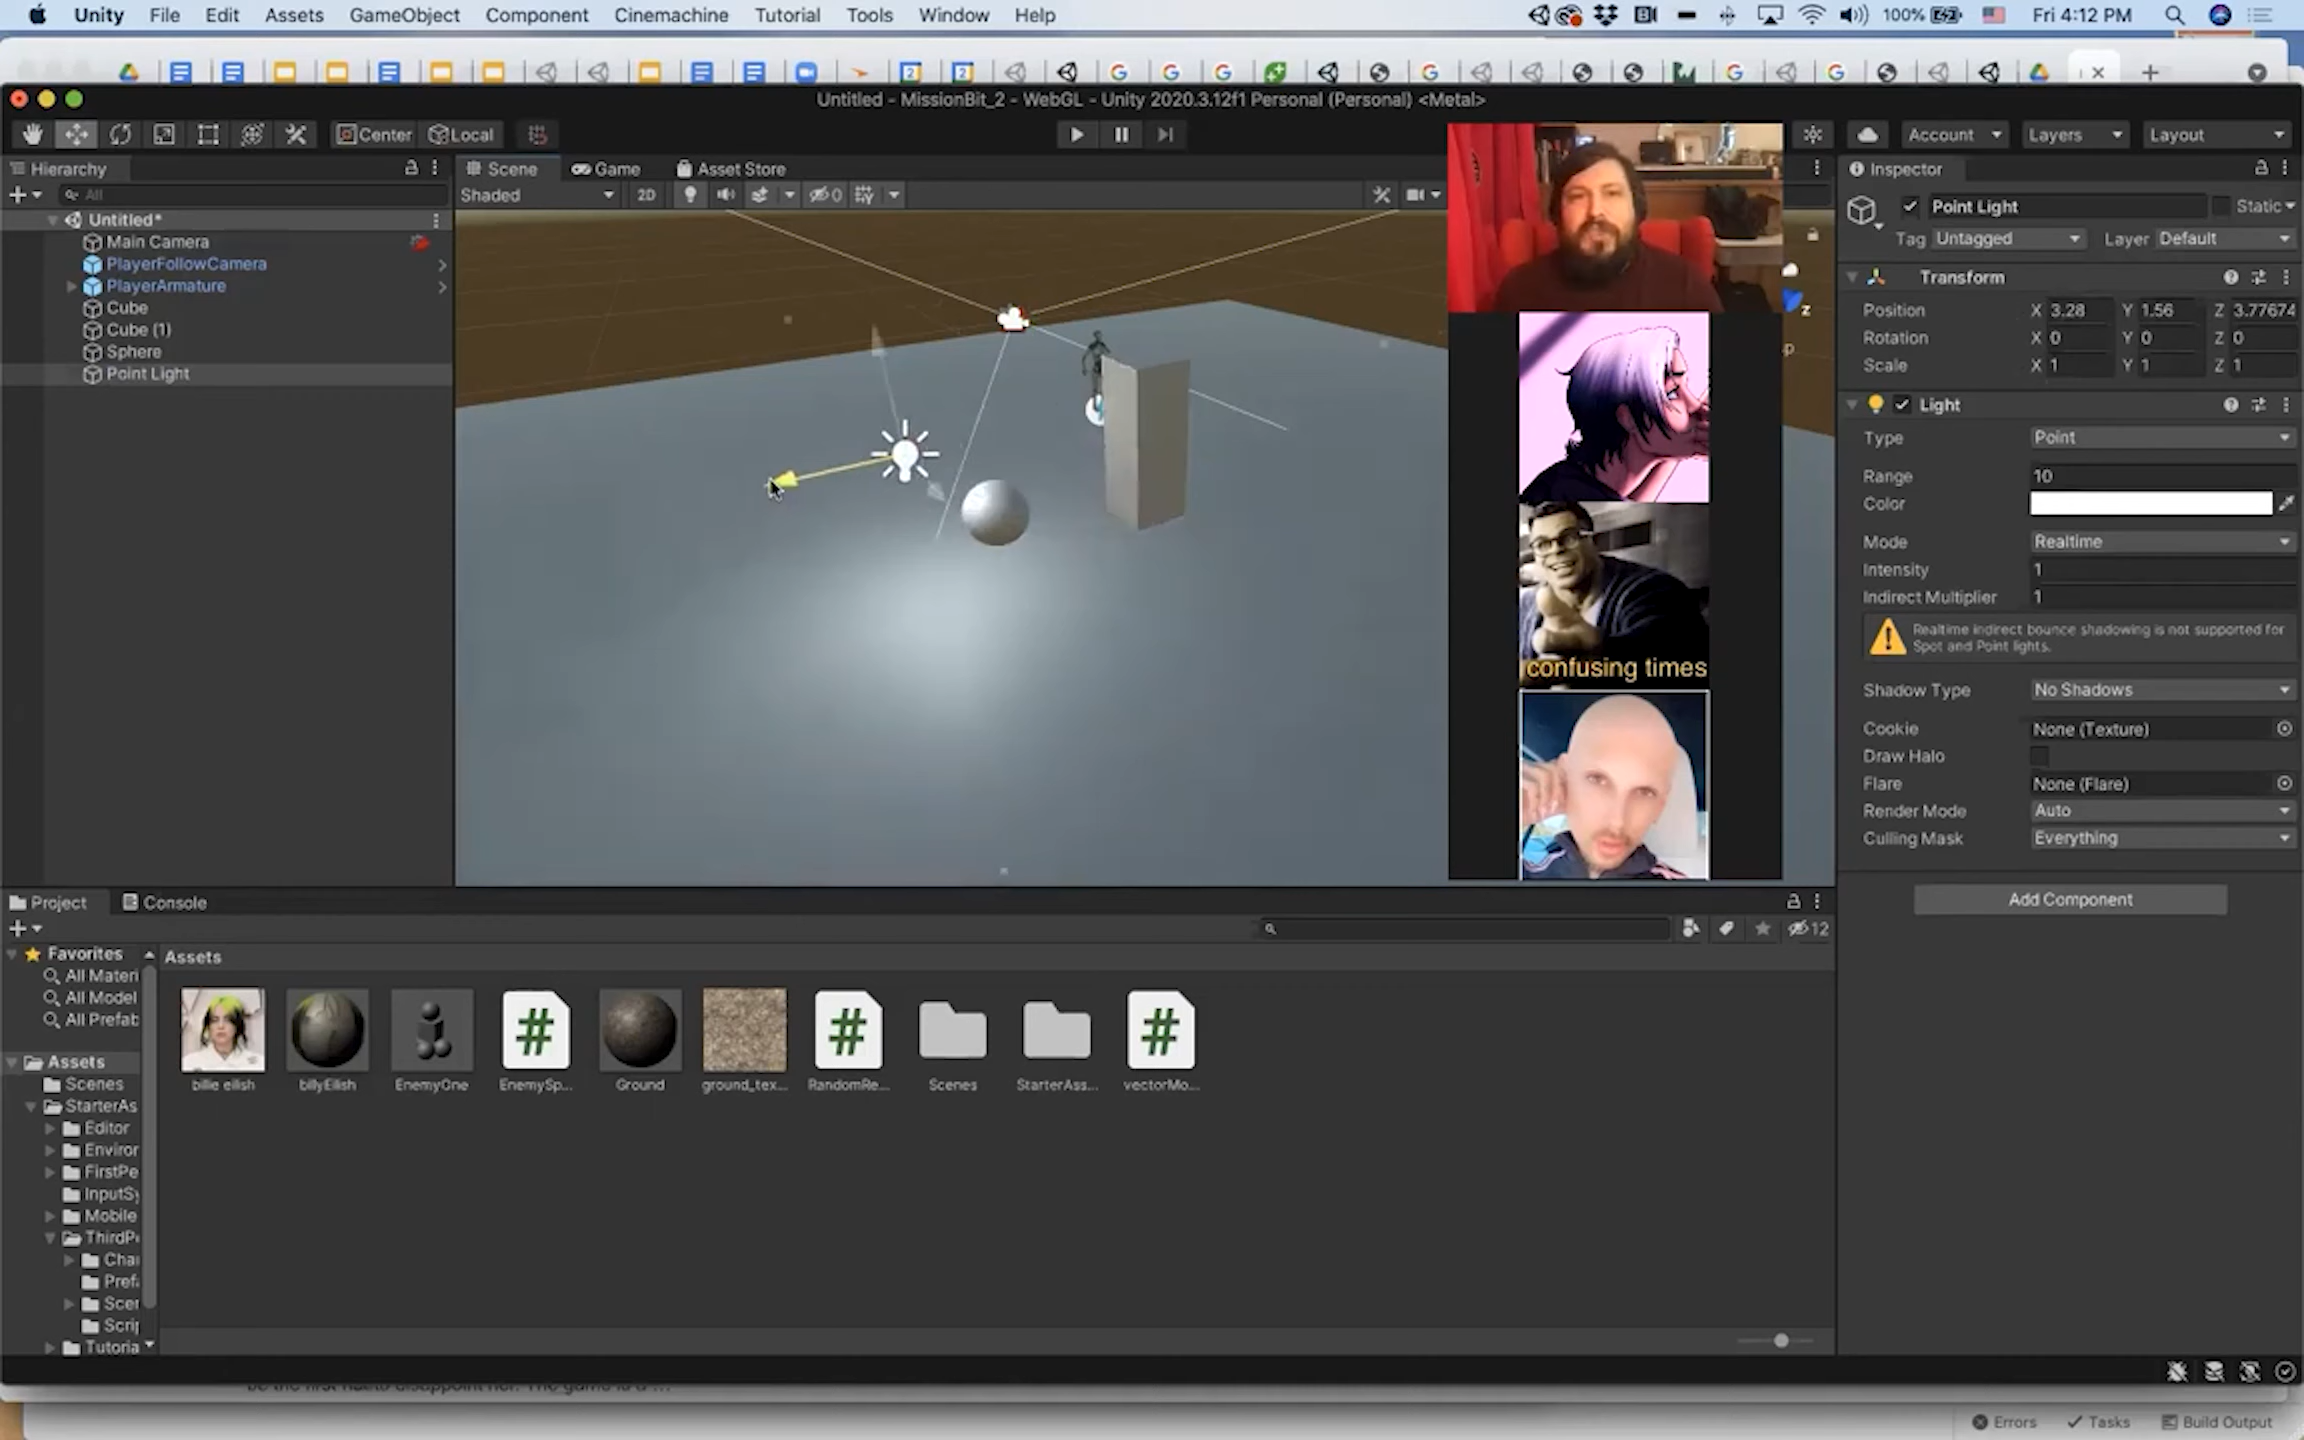 Unity File Edit Assets GameObject Component Cinemachine Tutorial Tools Window Help
100%
Fri 4:12 PM
Untitled - MissionBit_2 - WebGL - Unity 2020.3.12f1 Personal (Personal) <Metal>
Center Local
Account Layers Layout
Hierarchy
All
Untitled*
Main Camera
PlayerFollowCamera
PlayerArmature
Cube
Cube (1)
Sphere
Point Light
Scene Game Asset Store
Shaded 2D 0
z
confusing times
Inspector
Point Light Static
Tag Untagged Layer Default
Transform
Position X 3.28 Y 1.56 Z 3.77674
Rotation X 0 Y 0 Z 0
Scale X 1 Y 1 Z 1
Light
Type Point
Range 10
Color
Mode Realtime
Intensity 1
Indirect Multiplier 1
Realtime indirect bounce shadowing is not supported for
Spot and Point lights.
Shadow Type No Shadows
Cookie None (Texture)
Draw Halo
Flare None (Flare)
Render Mode Auto
Culling Mask Everything
Add Component
Project Console
12
Favorites
All Materi
All Model
All Prefab
Assets
Scenes
StarterAs
Editor
Enviror
FirstPe
InputSy
Mobile
ThirdPe
Char
Prefa
Scer
Scrip
Tutoria
Assets
billie eilish
billyEilish
EnemyOne
EnemySp...
Ground
ground_tex...
RandomRe...
Scenes
StarterAss...
vectorMo...
Errors Tasks Build Output